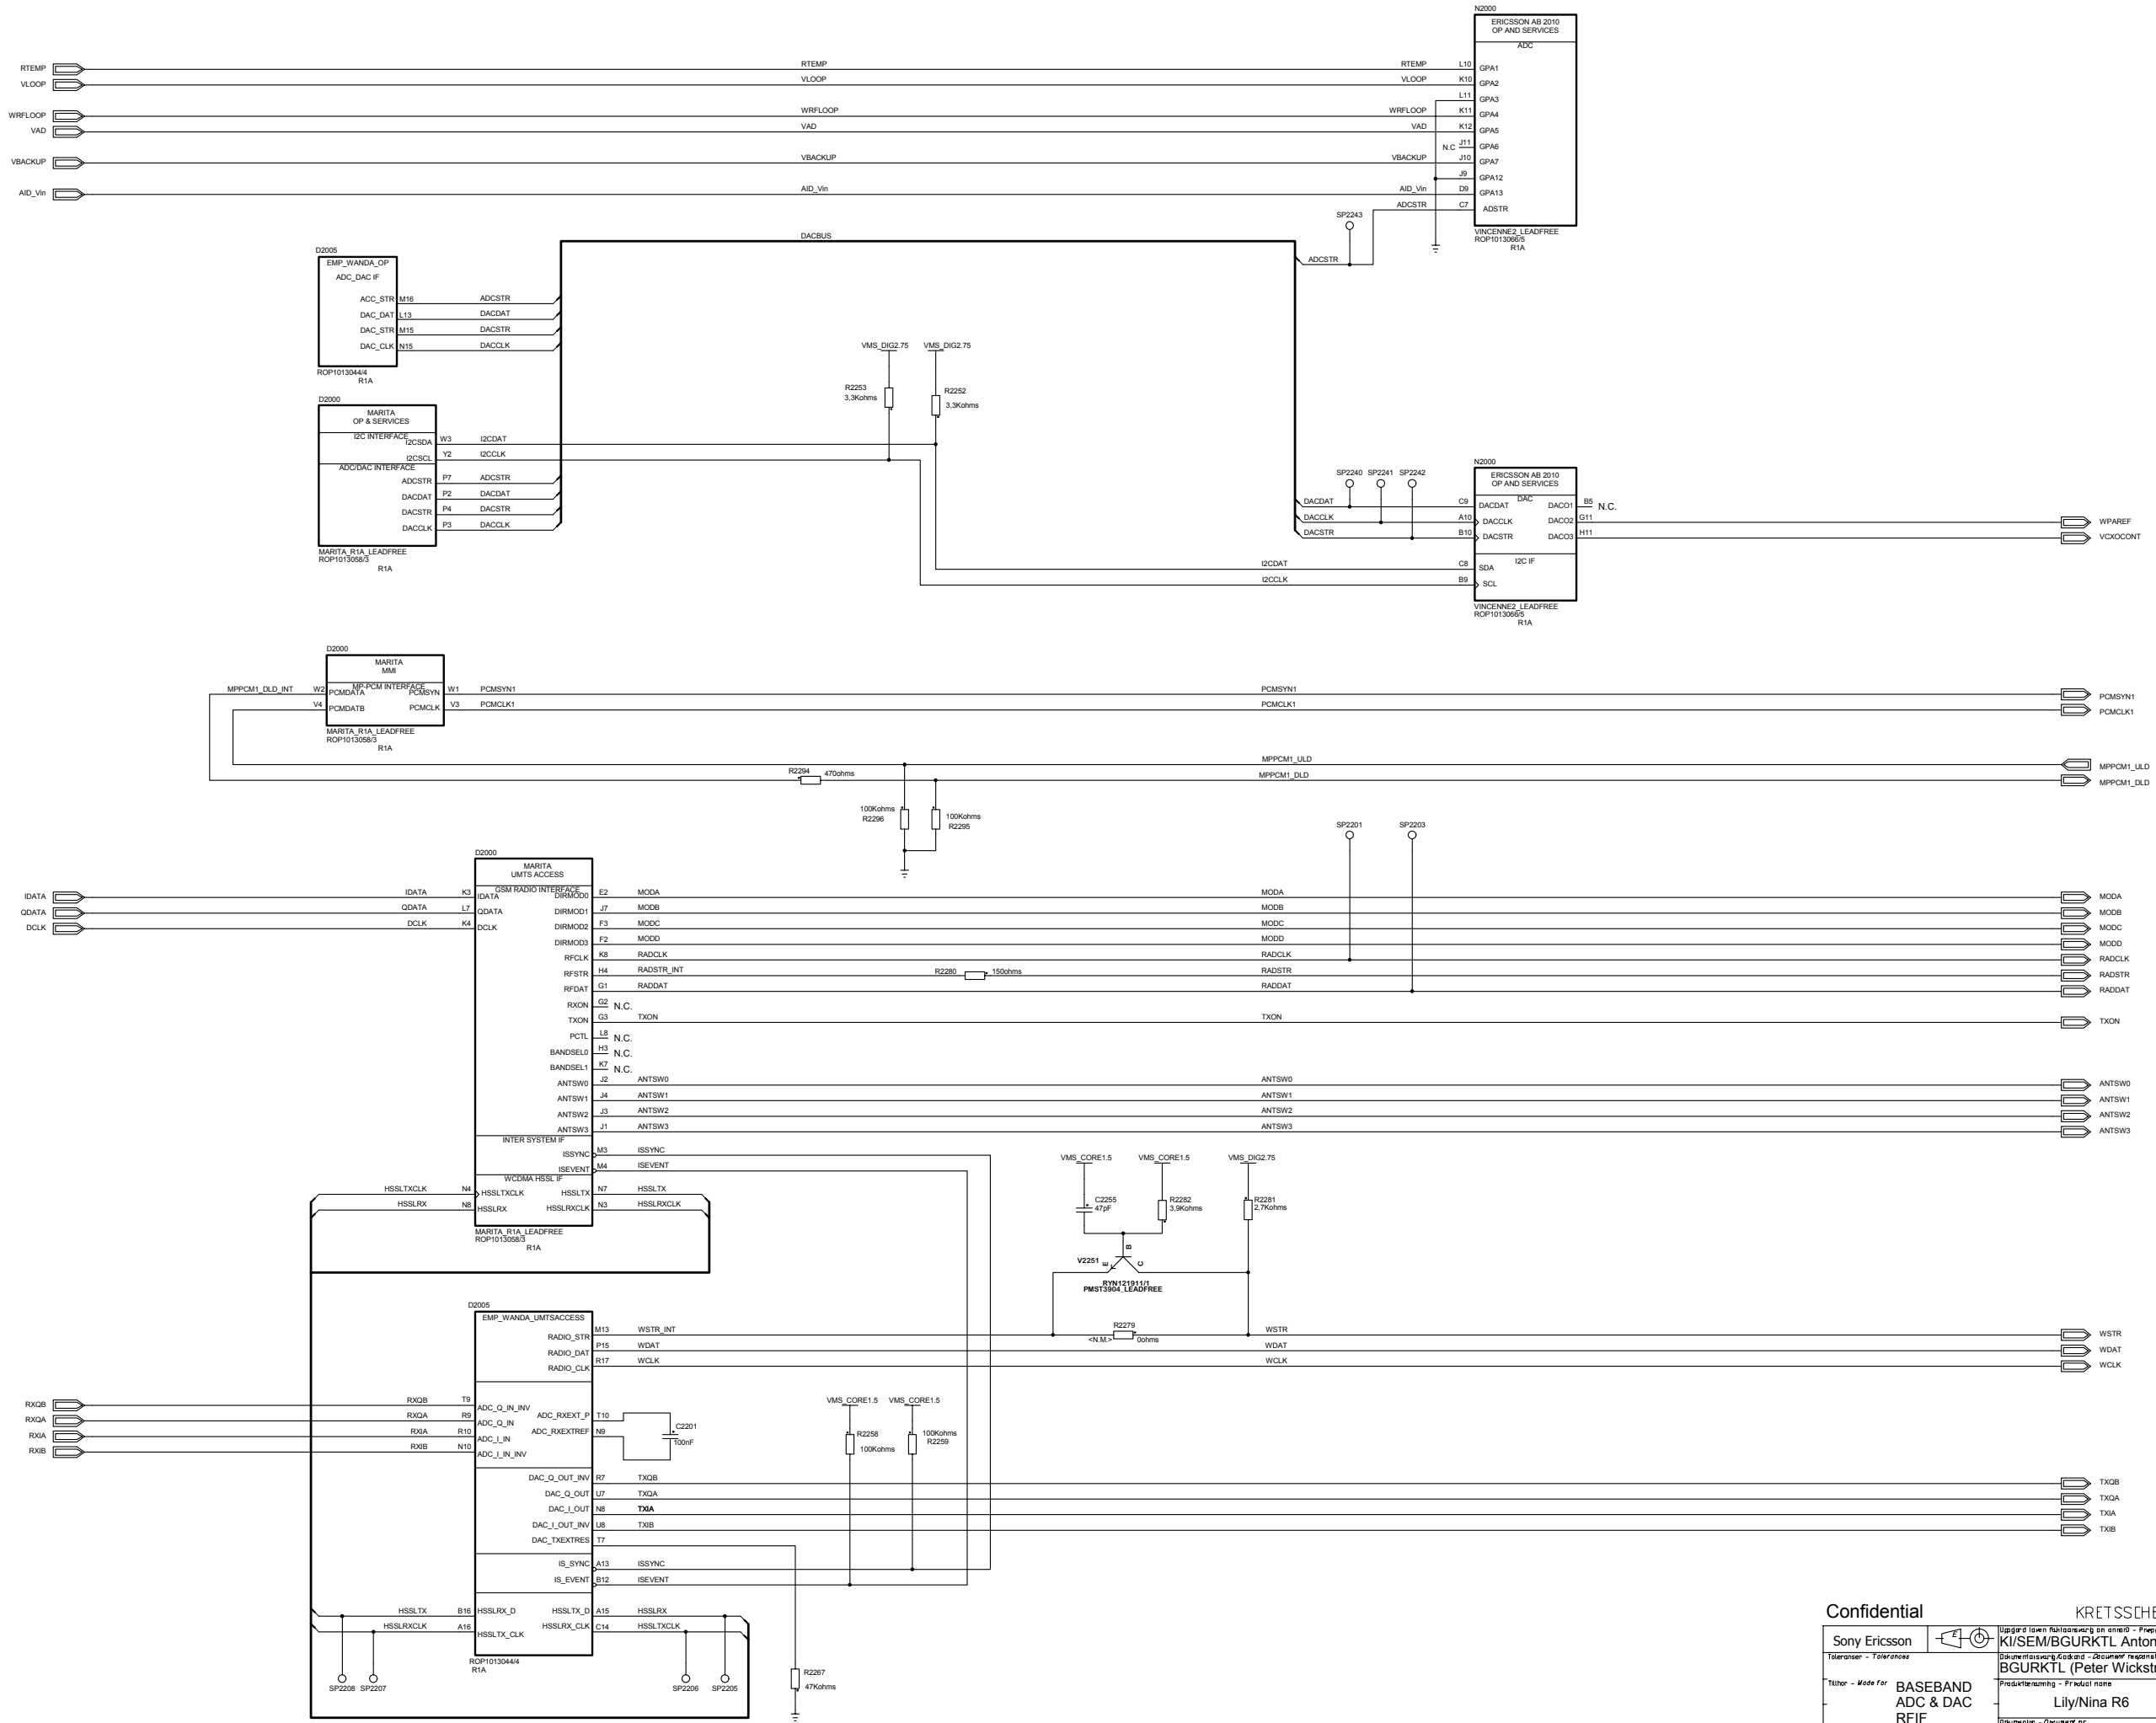 N2000
ERICSSON AB 2010
OP AND SERVICES
ADC
RTEMP RTEMP RTEMP L10 GPA1
VLOOP VLOOP VLOOP K10 GPA2
L11 GPA3
WRFLOOP WRFLOOP WRFLOOP K11 GPA4
VAD VAD VAD K12 GPA5
N.C J11 GPA6
VBACKUP VBACKUP VBACKUP J10 GPA7
J9 GPA12
AID_Vin AID_Vin AID_Vin D9 GPA13
ADCSTR C7 ADSTR
SP2243
VINCENNE2_LEADFREE
ROP1013066/5
R1A
DACBUS
ADCSTR
D2005
EMP_WANDA_OP
ADC_DAC IF
ACC_STR M16 ADCSTR
DAC_DAT L13 DACDAT
DAC_STR M15 DACSTR
DAC_CLK N15 DACCLK
ROP1013044/4
R1A
VMS_DIG2.75 VMS_DIG2.75
R2253
3,3Kohms
R2252
3,3Kohms
D2000
MARITA
OP & SERVICES
I2C INTERFACE
I2CSDA W3 I2CDAT
I2CSCL Y2 I2CCLK
ADC/DAC INTERFACE
ADCSTR P7 ADCSTR
DACDAT P2 DACDAT
DACSTR P4 DACSTR
DACCLK P3 DACCLK
MARITA_R1A_LEADFREE
ROP1013058/3
R1A
N2000
ERICSSON AB 2010
OP AND SERVICES
SP2240 SP2241 SP2242
DAC
DACDAT C9 DACDAT DACO1 B5 N.C.
DACCLK A10 DACCLK DACO2 G11 WPAREF
DACSTR B10 DACSTR DACO3 H11 VCXOCONT
I2C IF
I2CDAT C8 SDA
I2CCLK B9 SCL
VINCENNE2_LEADFREE
ROP1013066/5
R1A
D2000
MARITA
MMI
MP-PCM INTERFACE
MPPCM1_DLD_INT W2 PCMDATA PCMSYN W1 PCMSYN1 PCMSYN1 PCMSYN1
V4 PCMDATB PCMCLK V3 PCMCLK1 PCMCLK1 PCMCLK1
MARITA_R1A_LEADFREE
ROP1013058/3
R1A
MPPCM1_ULD MPPCM1_ULD
R2294 470ohms MPPCM1_DLD MPPCM1_DLD
100Kohms
R2296
100Kohms
R2295
SP2201 SP2203
D2000
MARITA
UMTS ACCESS
GSM RADIO INTERFACE
IDATA IDATA K3 IDATA DIRMOD0 E2 MODA MODA MODA
QDATA QDATA L7 QDATA DIRMOD1 J7 MODB MODB MODB
DCLK DCLK K4 DCLK DIRMOD2 F3 MODC MODC MODC
DIRMOD3 F2 MODD MODD MODD
RFCLK K8 RADCLK RADCLK RADCLK
RFSTR H4 RADSTR_INT R2280 150ohms RADSTR RADSTR
RFDAT G1 RADDAT RADDAT RADDAT
RXON G2 N.C.
TXON G3 TXON TXON TXON
PCTL L8 N.C.
BANDSEL0 H3 N.C.
BANDSEL1 K7 N.C.
ANTSW0 J2 ANTSW0 ANTSW0 ANTSW0
ANTSW1 J4 ANTSW1 ANTSW1 ANTSW1
ANTSW2 J3 ANTSW2 ANTSW2 ANTSW2
ANTSW3 J1 ANTSW3 ANTSW3 ANTSW3
INTER SYSTEM IF
ISSYNC M3 ISSYNC
ISEVENT M4 ISEVENT
WCDMA HSSL IF
HSSLTXCLK N4 HSSLTXCLK HSSLTX N7 HSSLTX
HSSLRX N8 HSSLRX HSSLRXCLK N3 HSSLRXCLK
MARITA_R1A_LEADFREE
ROP1013058/3
R1A
VMS_CORE1.5 VMS_CORE1.5 VMS_DIG2.75
C2255
47pF
R2282
3,9Kohms
R2281
2,7Kohms
B
V2251 E C
RYN121911/1
PMST3904_LEADFREE
D2005
EMP_WANDA_UMTSACCESS
R2279
<N.M.> 0ohms
RADIO_STR M13 WSTR_INT WSTR WSTR
RADIO_DAT P15 WDAT WDAT WDAT
RADIO_CLK R17 WCLK WCLK WCLK
VMS_CORE1.5 VMS_CORE1.5
RXQB RXQB T9 ADC_Q_IN_INV
RXQA RXQA R9 ADC_Q_IN ADC_RXEXT_P T10
RXIA RXIA R10 ADC_I_IN ADC_RXEXTREF N9
RXIB RXIB N10 ADC_I_IN_INV
C2201
100nF
R2258
100Kohms
100Kohms
R2259
DAC_Q_OUT_INV R7 TXQB TXQB
DAC_Q_OUT U7 TXQA TXQA
DAC_I_OUT N8 TXIA TXIA
DAC_I_OUT_INV U8 TXIB TXIB
DAC_TXEXTRES T7
IS_SYNC A13 ISSYNC
IS_EVENT B12 ISEVENT
HSSLTX B16 HSSLRX_D HSSLTX_D A15 HSSLRX
HSSLRXCLK A16 HSSLTX_CLK HSSLRX_CLK C14 HSSLTXCLK
ROP1013044/4
R1A
SP2208 SP2207 SP2206 SP2205
R2267
47Kohms
Confidential KRETSSCHE
Sony Ericsson E
KI/SEM/BGURKTL Anton
Toleranser - Tolerances
BGURKTL (Peter Wickstr
Tillhor - Made for BASEBAND
ADC & DAC
RFIF
Produktbenamning - Product name
Lily/Nina R6